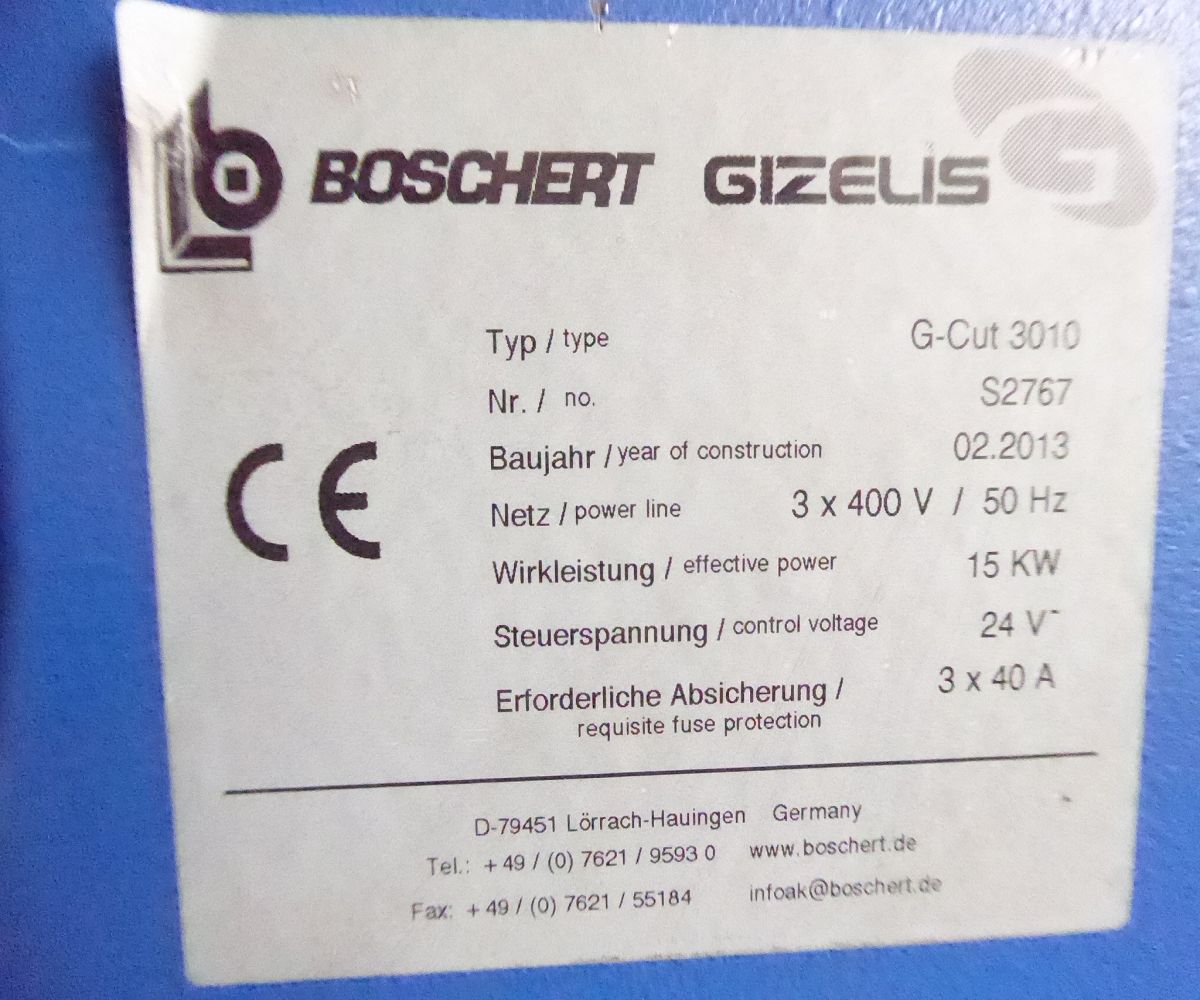 BOSCHERT GIZELIS
Typ / type G-Cut 3010
Nr. / no. S2767
Baujahr / year of construction 02.2013
Netz / power line 3 x 400 V / 50 Hz
Wirkleistung / effective power 15 KW
Steuerspannung / control voltage 24 V⁻
Erforderliche Absicherung / 3 x 40 A
requisite fuse protection
CE
D-79451 Lörrach-Hauingen Germany
Tel.: + 49 / (0) 7621 / 9593 0 www.boschert.de
Fax: + 49 / (0) 7621 / 55184 infoak@boschert.de